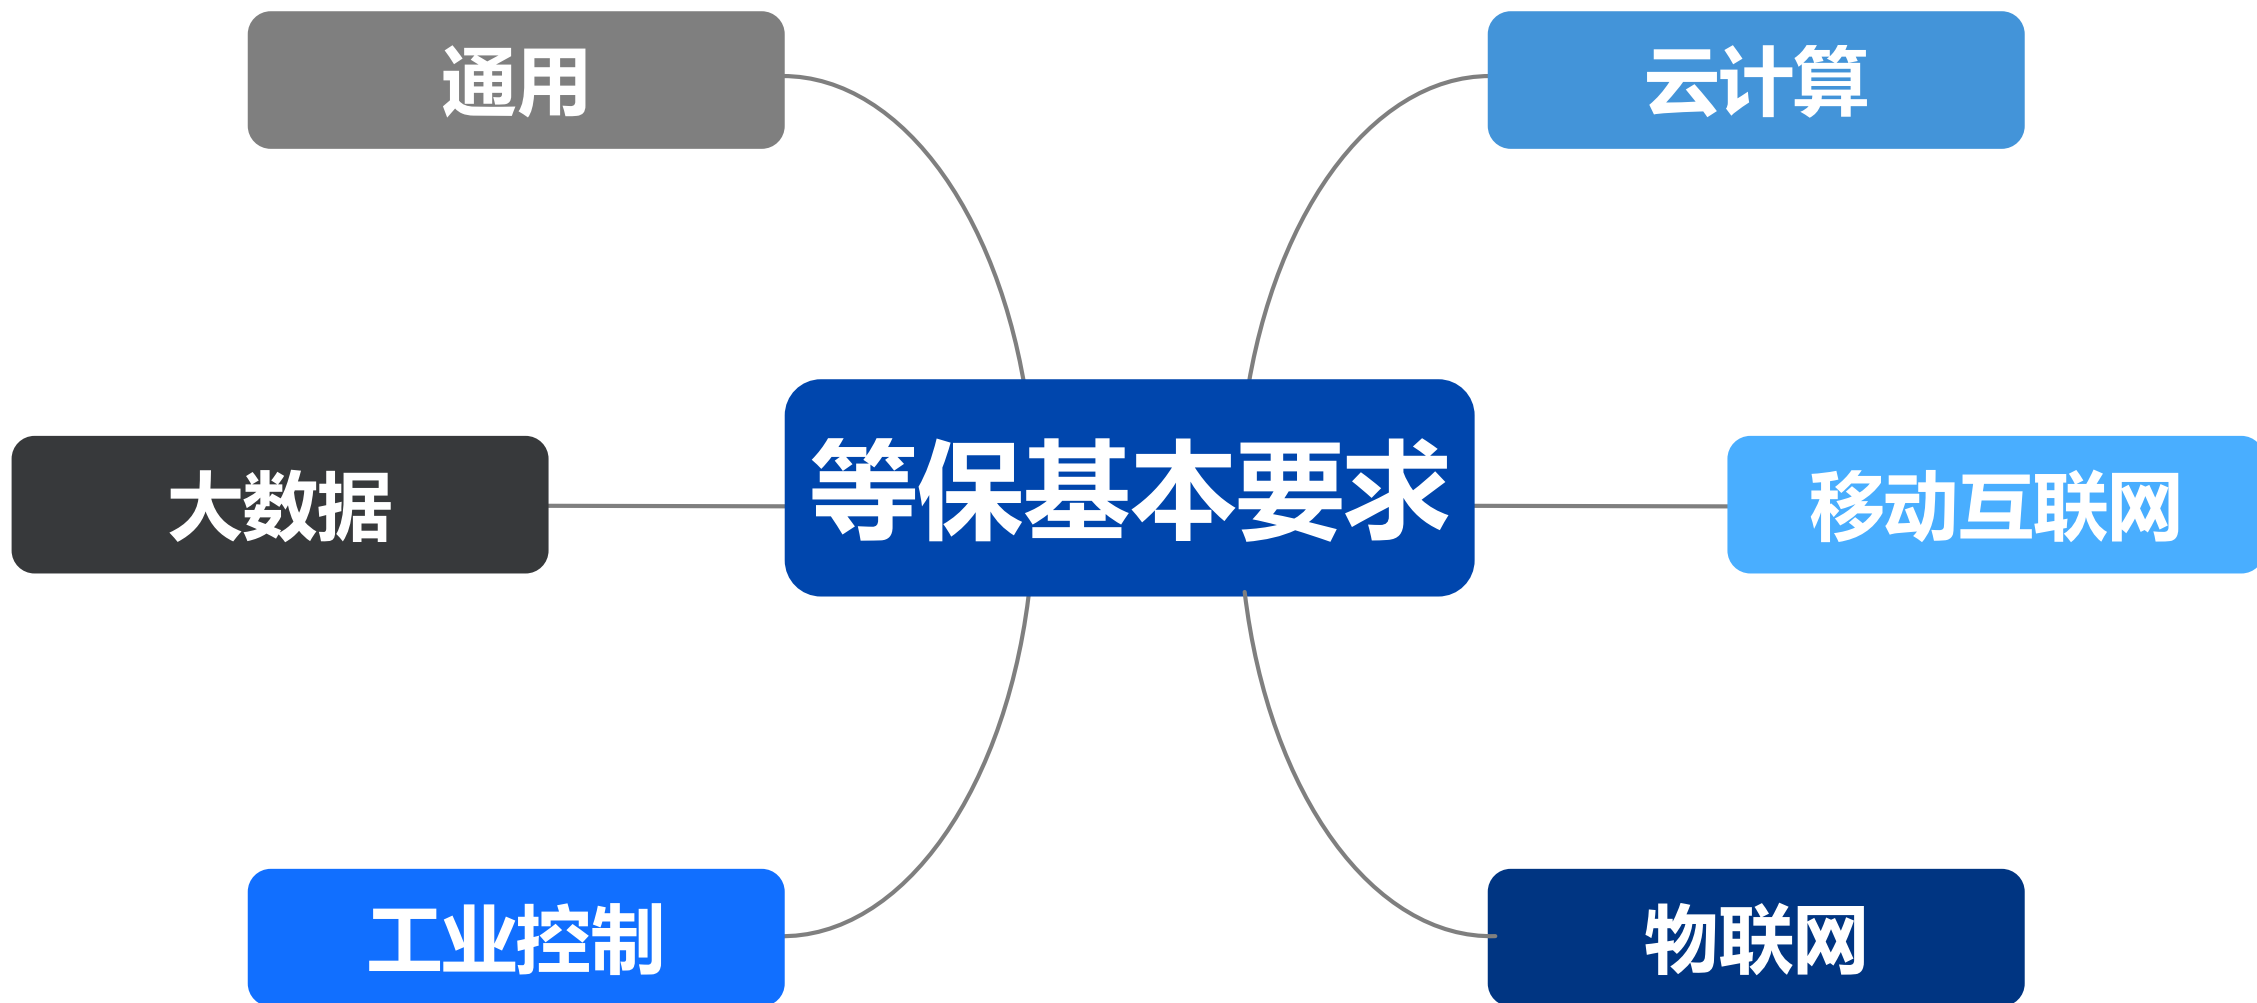 通用
云计算
大数据
等保基本要求
移动互联网
工业控制
物联网